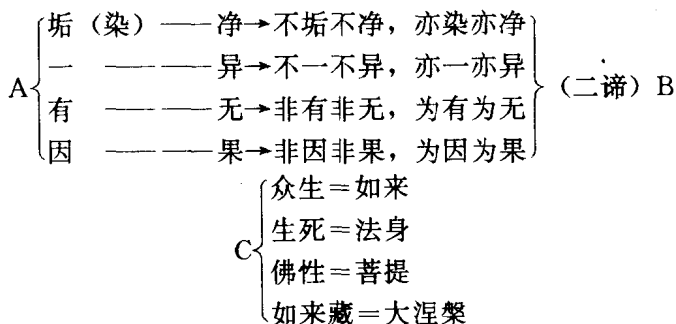 垢（染）——净→不垢不净，亦染亦净
一 ———异→不一不异，亦一亦异
A （二谛）B
有 ———无→非有非无，为有为无
因 ———果→非因非果，为因为果
众生＝如来
生死＝法身
C
佛性＝菩提
如来藏＝大涅槃